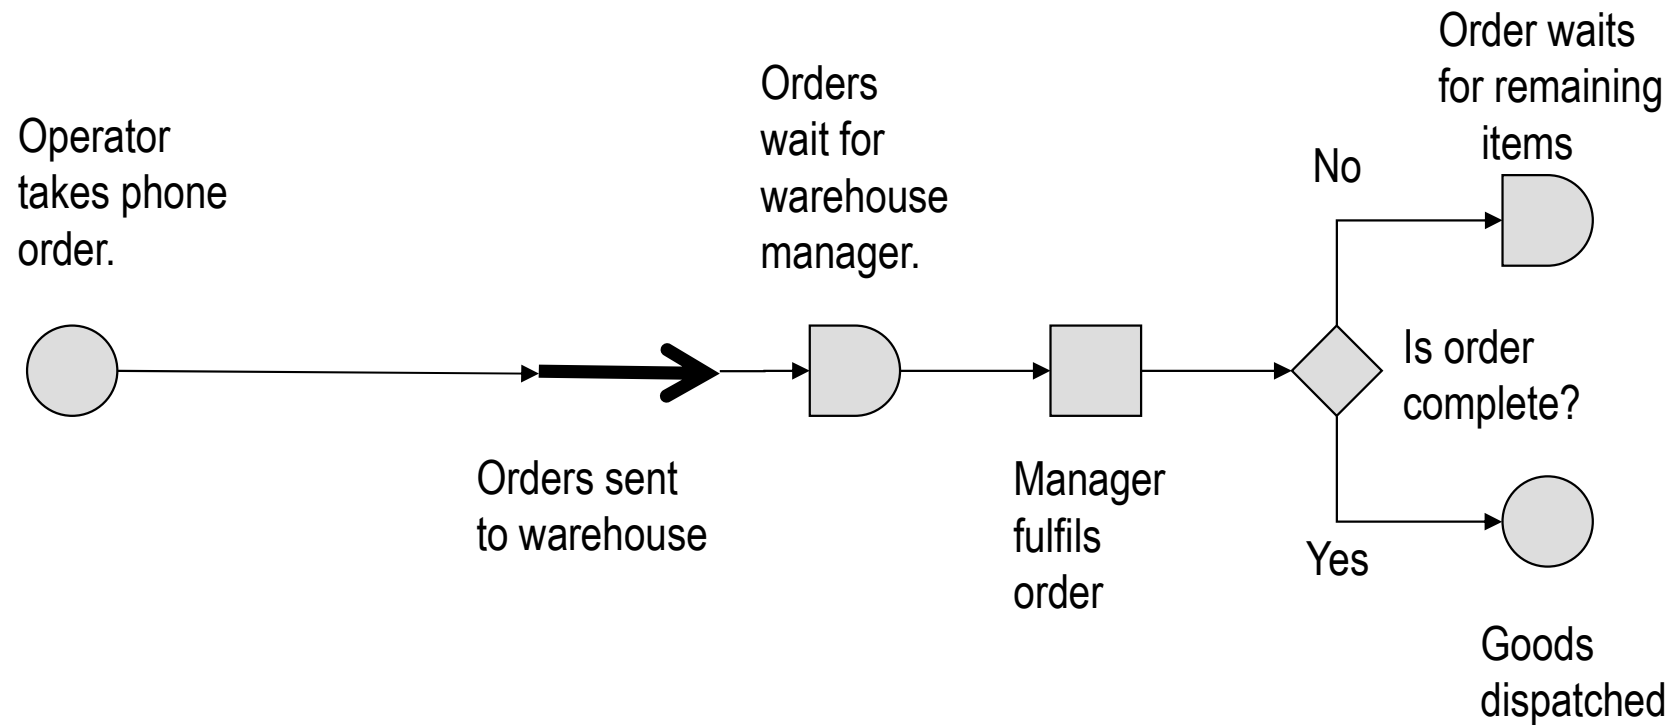 Operator
takes phone
order.
Orders sent
to warehouse
Orders
wait for
warehouse
manager.
Manager
fulfils
order
Is order
complete?
No
Order waits
for remaining
items
Yes
Goods
dispatched